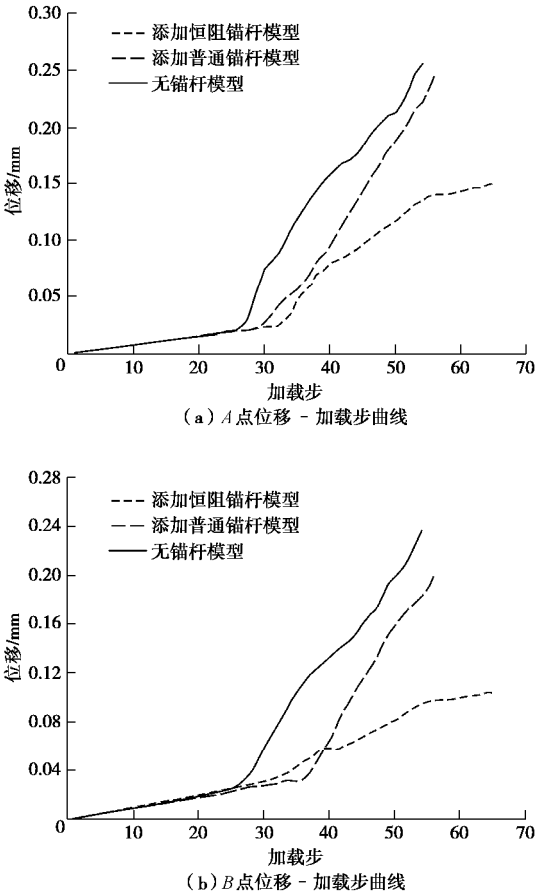 0.30
0.25
0.20
0.15
0.10
0.05
0
位移/mm
添加恒阻锚杆模型
添加普通锚杆模型
无锚杆模型
10 20 30 40 50 60 70
加载步
(a) A点位移 - 加载步曲线
0.28
0.24
0.20
0.16
0.12
0.08
0.04
0
位移/mm
添加恒阻锚杆模型
添加普通锚杆模型
无锚杆模型
10 20 30 40 50 60 70
加载步
(b) B点位移 - 加载步曲线